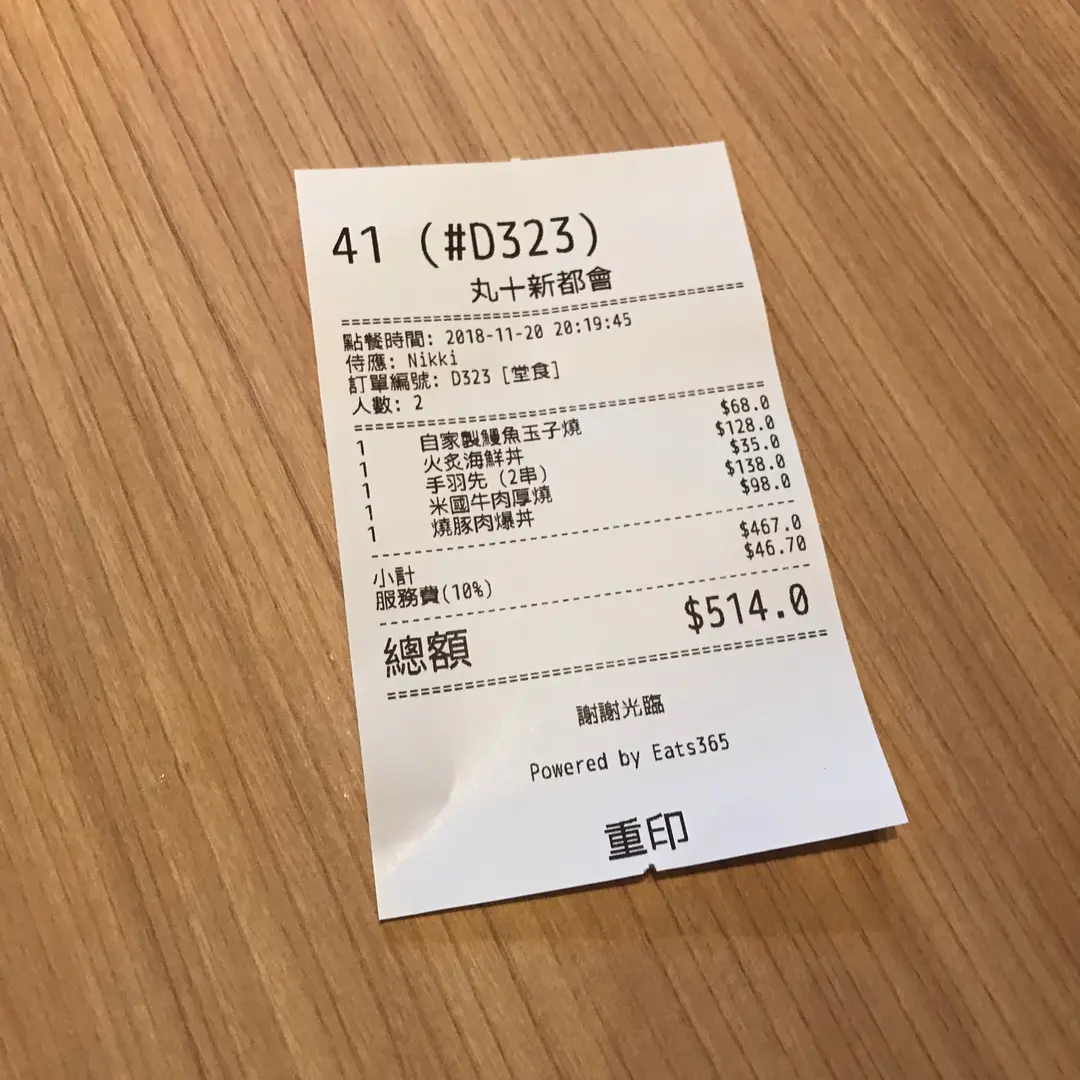 41 (#D323)
丸十新都會
點餐時間: 2018-11-20 20:19:45
侍應: Nikki
訂單編號: D323 [堂食]
人數: 2
1 自家製鰻魚玉子燒 $68.0
1 火炙海鮮丼 $128.0
1 手羽先 (2串) $35.0
1 米國牛肉厚燒 $138.0
1 燒豚肉爆丼 $98.0
小計 $467.0
服務費(10%) $46.70
總額 $514.0
謝謝光臨
Powered by Eats365
重印